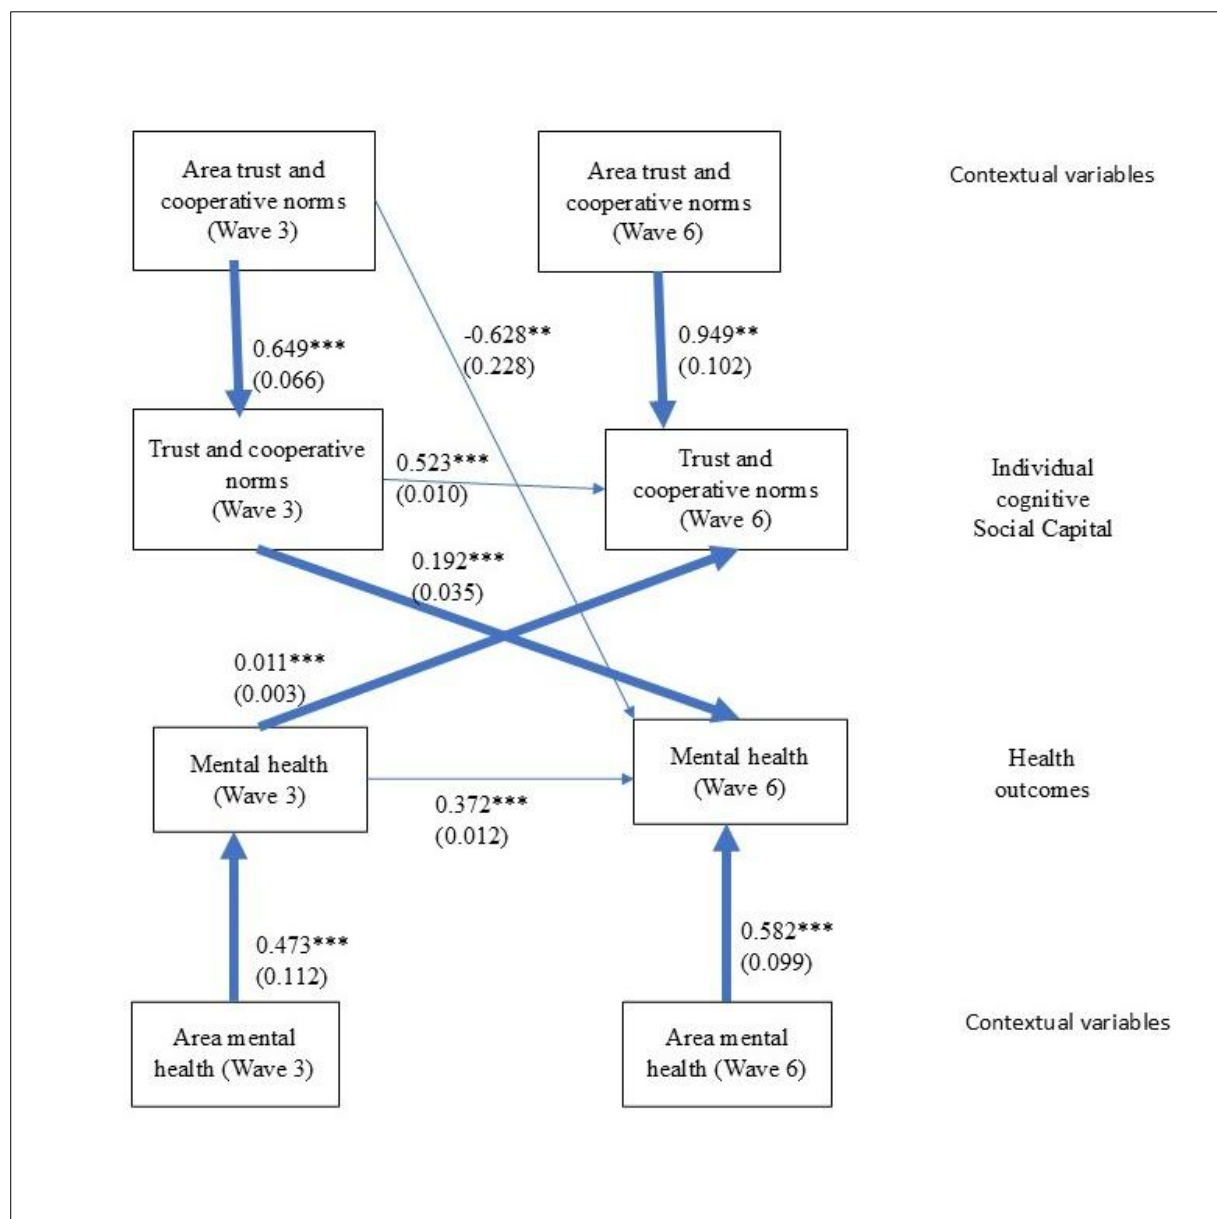 Area trust and
cooperative norms
(Wave 3)
Area trust and
cooperative norms
(Wave 6)
Contextual variables
0.649***
(0.066)
-0.628**
(0.228)
0.949**
(0.102)
Trust and cooperative
norms
(Wave 3)
0.523***
(0.010)
Trust and
cooperative norms
(Wave 6)
Individual
cognitive
Social Capital
0.192***
(0.035)
0.011***
(0.003)
Mental health
(Wave 3)
0.372***
(0.012)
Mental health
(Wave 6)
Health
outcomes
0.473***
(0.112)
0.582***
(0.099)
Area mental
health (Wave 3)
Area mental
health (Wave 6)
Contextual variables